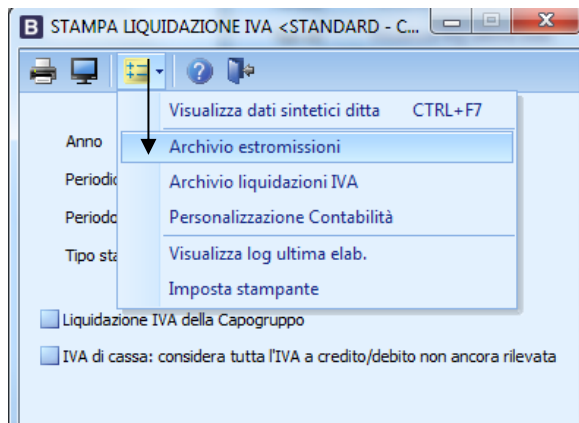 B STAMPA LIQUIDAZIONE IVA <STANDARD - C...
Visualizza dati sintetici ditta CTRL+F7
Anno
Archivio estromissioni
Periodic
Archivio liquidazioni IVA
Periodo
Personalizzazione Contabilità
Tipo sta
Visualizza log ultima elab.
Imposta stampante
Liquidazione IVA della Capogruppo
IVA di cassa: considera tutta l'IVA a credito/debito non ancora rilevata